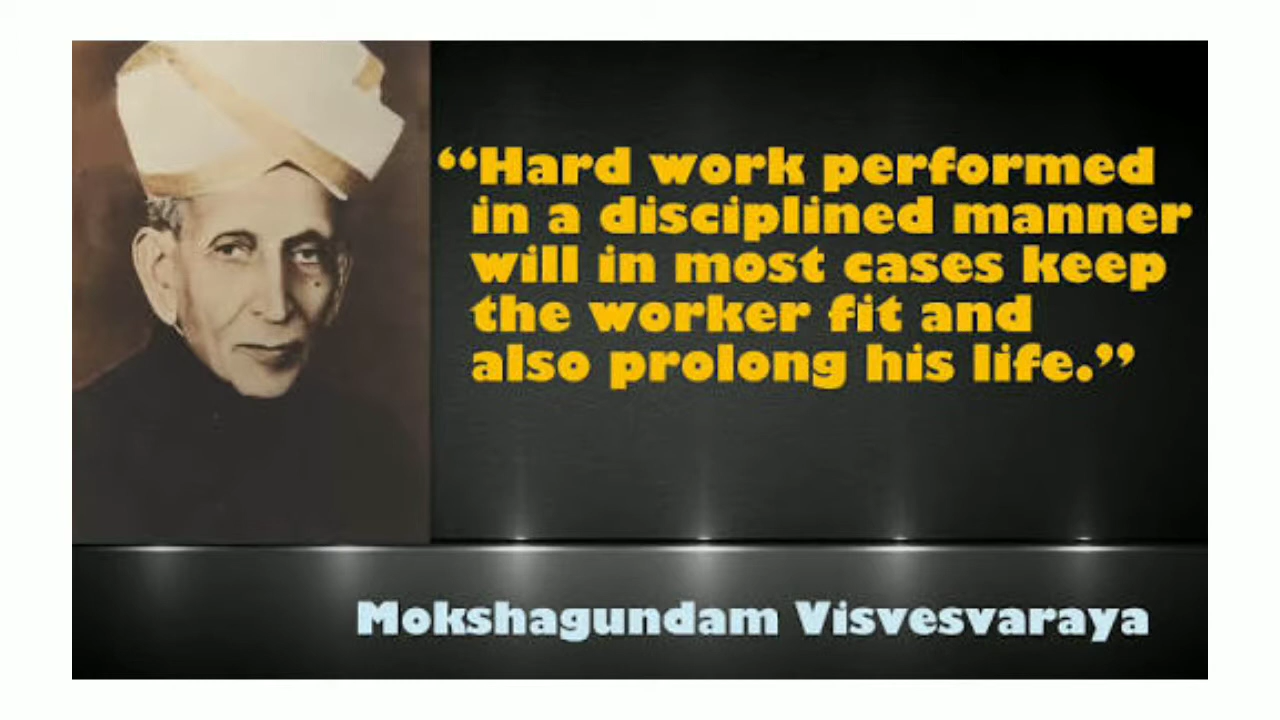 “Hard work performed
in a disciplined manner
will in most cases keep
the worker fit and
also prolong his life.”
Mokshagundam Visvesvaraya